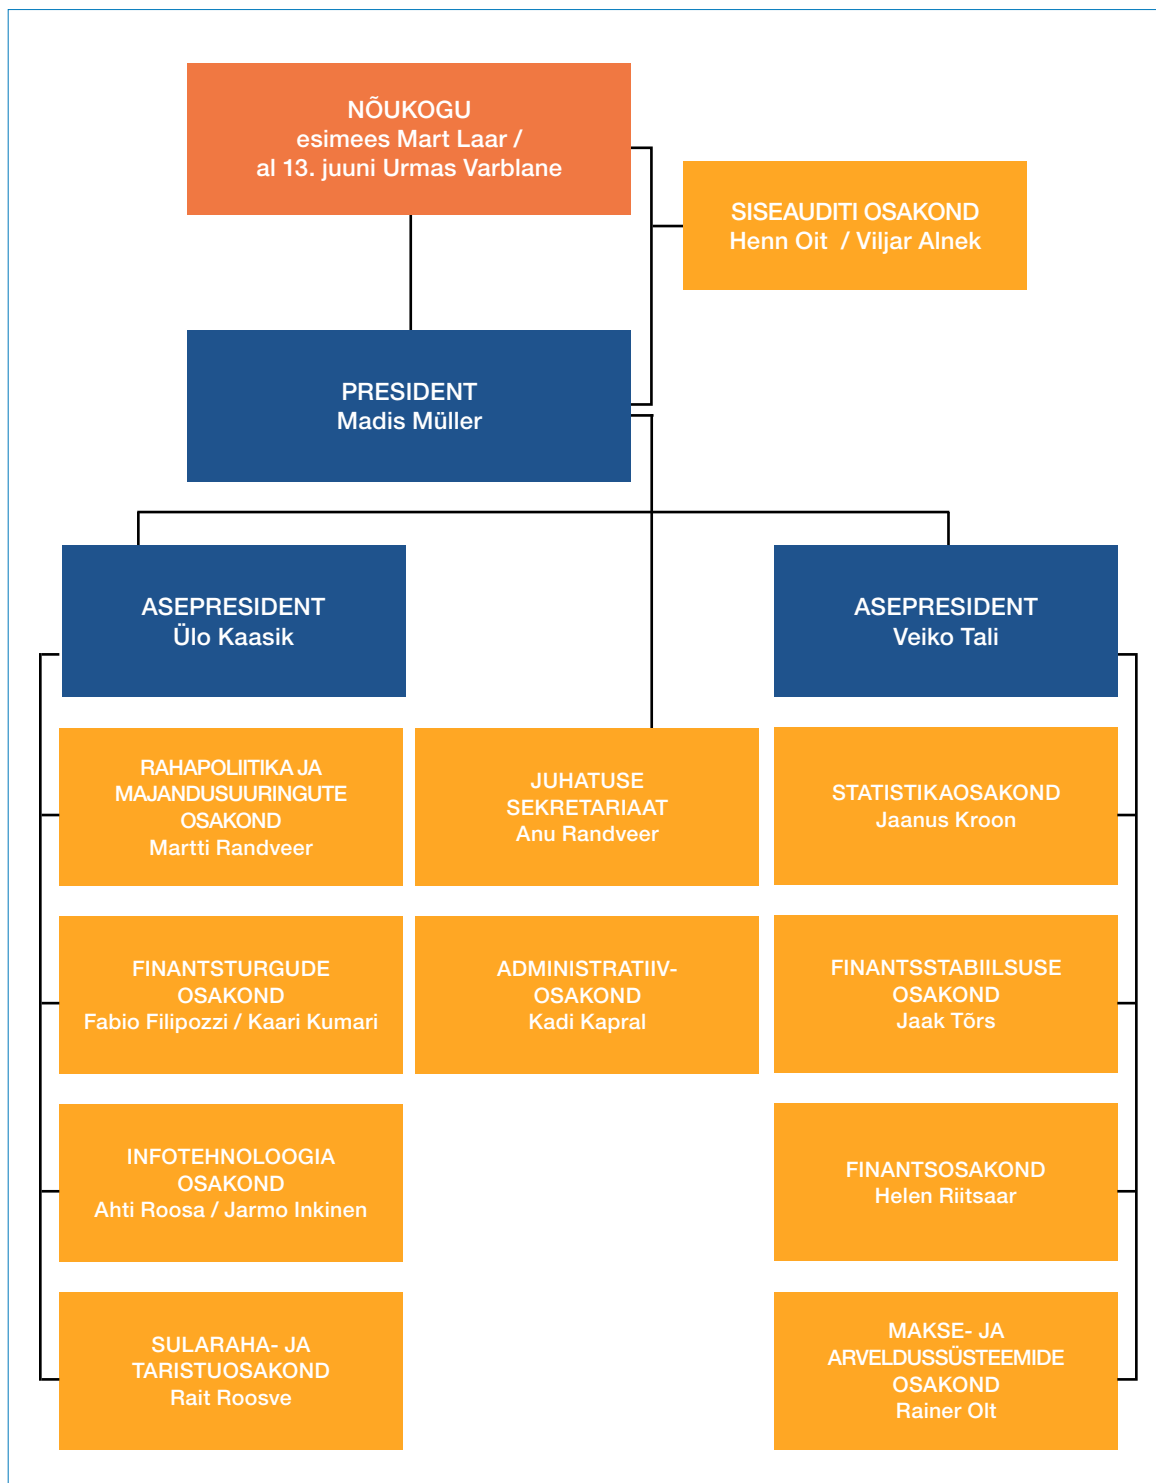 NÕUKOGU
esimees Mart Laar /
al 13. juuni Urmas Varblane
SISEAUDITI OSAKOND
Henn Oit / Viljar Alnek
PRESIDENT
Madis Müller
ASEPRESIDENT
Ülo Kaasik
ASEPRESIDENT
Veiko Tali
RAHAPOLIITIKA JA
MAJANDUSUURINGUTE
OSAKOND
Martti Randveer
JUHATUSE
SEKRETARIAAT
Anu Randveer
STATISTIKAOSAKOND
Jaanus Kroon
FINANTSTURGUDE
OSAKOND
Fabio Filipozzi / Kaari Kumari
ADMINISTRATIIV-
OSAKOND
Kadi Kapral
FINANTSSTABIILSUSE
OSAKOND
Jaak Tõrs
INFOTEHNOLOOGIA
OSAKOND
Ahti Roosa / Jarmo Inkinen
FINANTSOSAKOND
Helen Riitsaar
SULARAHA- JA
TARISTUOSAKOND
Rait Roosve
MAKSE- JA
ARVELDUSSÜSTEEMIDE
OSAKOND
Rainer Olt